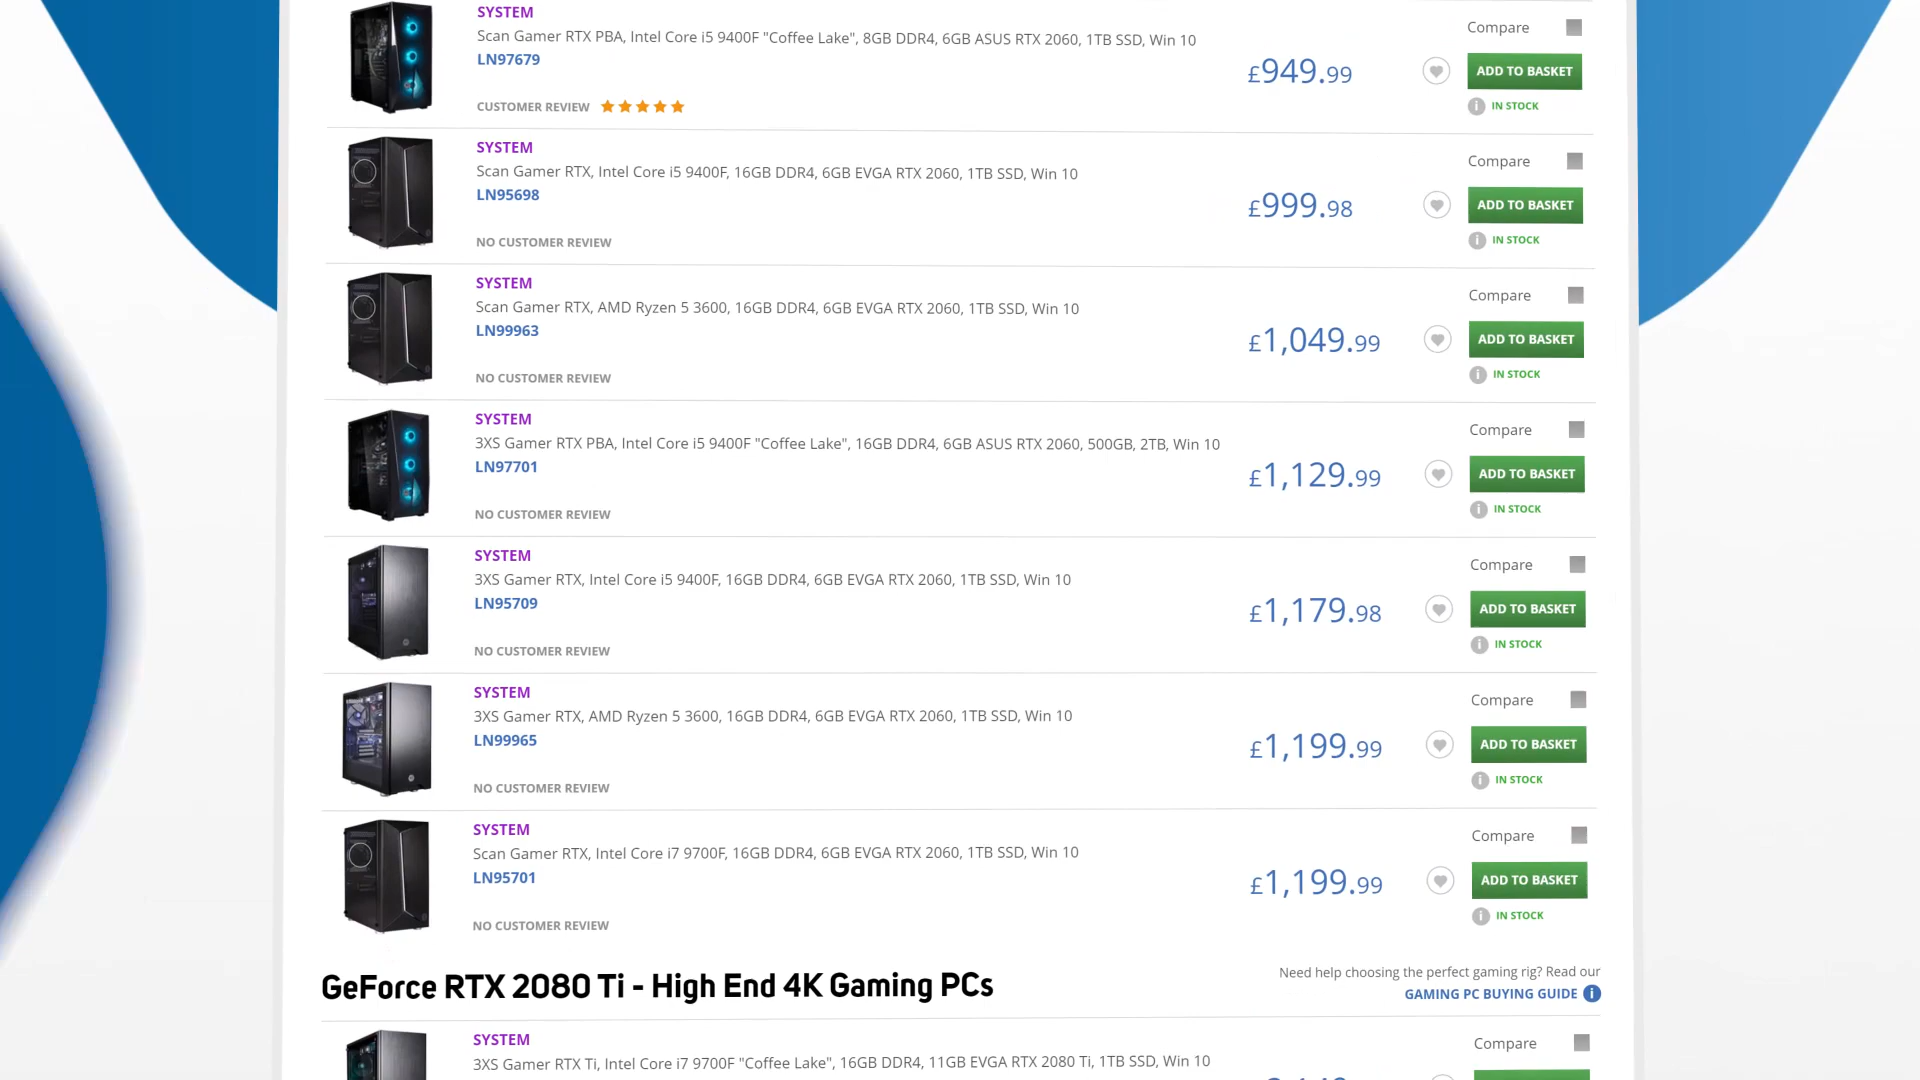 SYSTEM
Scan Gamer RTX PBA, Intel Core i5 9400F "Coffee Lake", 8GB DDR4, 6GB ASUS RTX 2060, 1TB SSD, Win 10
LN97679
CUSTOMER REVIEW
£949.99
Compare
ADD TO BASKET
IN STOCK
SYSTEM
Scan Gamer RTX, Intel Core i5 9400F, 16GB DDR4, 6GB EVGA RTX 2060, 1TB SSD, Win 10
LN95698
NO CUSTOMER REVIEW
£999.98
Compare
ADD TO BASKET
IN STOCK
SYSTEM
Scan Gamer RTX, AMD Ryzen 5 3600, 16GB DDR4, 6GB EVGA RTX 2060, 1TB SSD, Win 10
LN99963
NO CUSTOMER REVIEW
£1,049.99
Compare
ADD TO BASKET
IN STOCK
SYSTEM
3XS Gamer RTX PBA, Intel Core i5 9400F "Coffee Lake", 16GB DDR4, 6GB ASUS RTX 2060, 500GB, 2TB, Win 10
LN97701
NO CUSTOMER REVIEW
£1,129.99
Compare
ADD TO BASKET
IN STOCK
SYSTEM
3XS Gamer RTX, Intel Core i5 9400F, 16GB DDR4, 6GB EVGA RTX 2060, 1TB SSD, Win 10
LN95709
NO CUSTOMER REVIEW
£1,179.98
Compare
ADD TO BASKET
IN STOCK
SYSTEM
3XS Gamer RTX, AMD Ryzen 5 3600, 16GB DDR4, 6GB EVGA RTX 2060, 1TB SSD, Win 10
LN99965
NO CUSTOMER REVIEW
£1,199.99
Compare
ADD TO BASKET
IN STOCK
SYSTEM
Scan Gamer RTX, Intel Core i7 9700F, 16GB DDR4, 6GB EVGA RTX 2060, 1TB SSD, Win 10
LN95701
NO CUSTOMER REVIEW
£1,199.99
Compare
ADD TO BASKET
IN STOCK
GeForce RTX 2080 Ti - High End 4K Gaming PCs
Need help choosing the perfect gaming rig? Read our
GAMING PC BUYING GUIDE
SYSTEM
3XS Gamer RTX Ti, Intel Core i7 9700F "Coffee Lake", 16GB DDR4, 11GB EVGA RTX 2080 Ti, 1TB SSD, Win 10
Compare